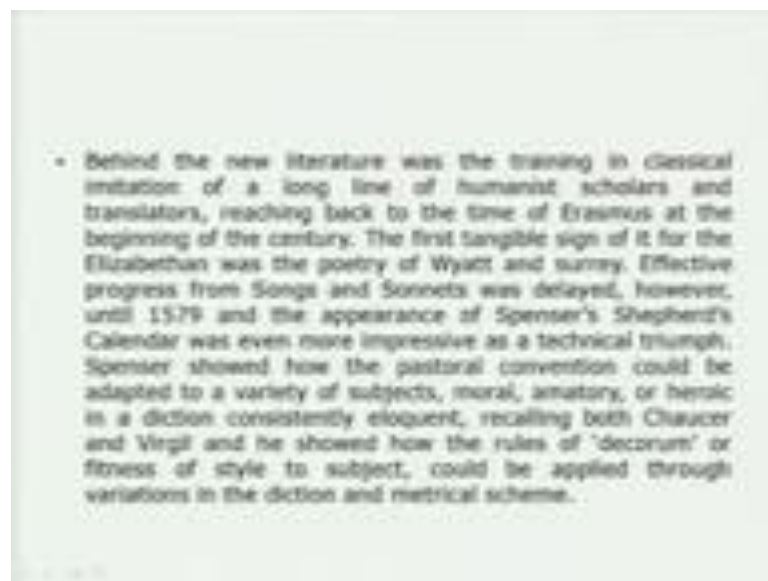 • Behind the new literature was the training in classical
imitation of a long line of humanist scholars and
translators, reaching back to the time of Erasmus at the
beginning of the century. The first tangible sign of it for the
Elizabethan was the poetry of Wyatt and surrey. Effective
progress from Songs and Sonnets was delayed, however,
until 1579 and the appearance of Spenser's Shepherd's
Calendar was even more impressive as a technical triumph.
Spenser showed how the pastoral convention could be
adapted to a variety of subjects, moral, amatory, or heroic
in a diction consistently eloquent, recalling both Chaucer
and Virgil and he showed how the rules of 'decorum' or
fitness of style to subject, could be applied through
variations in the diction and metrical scheme.